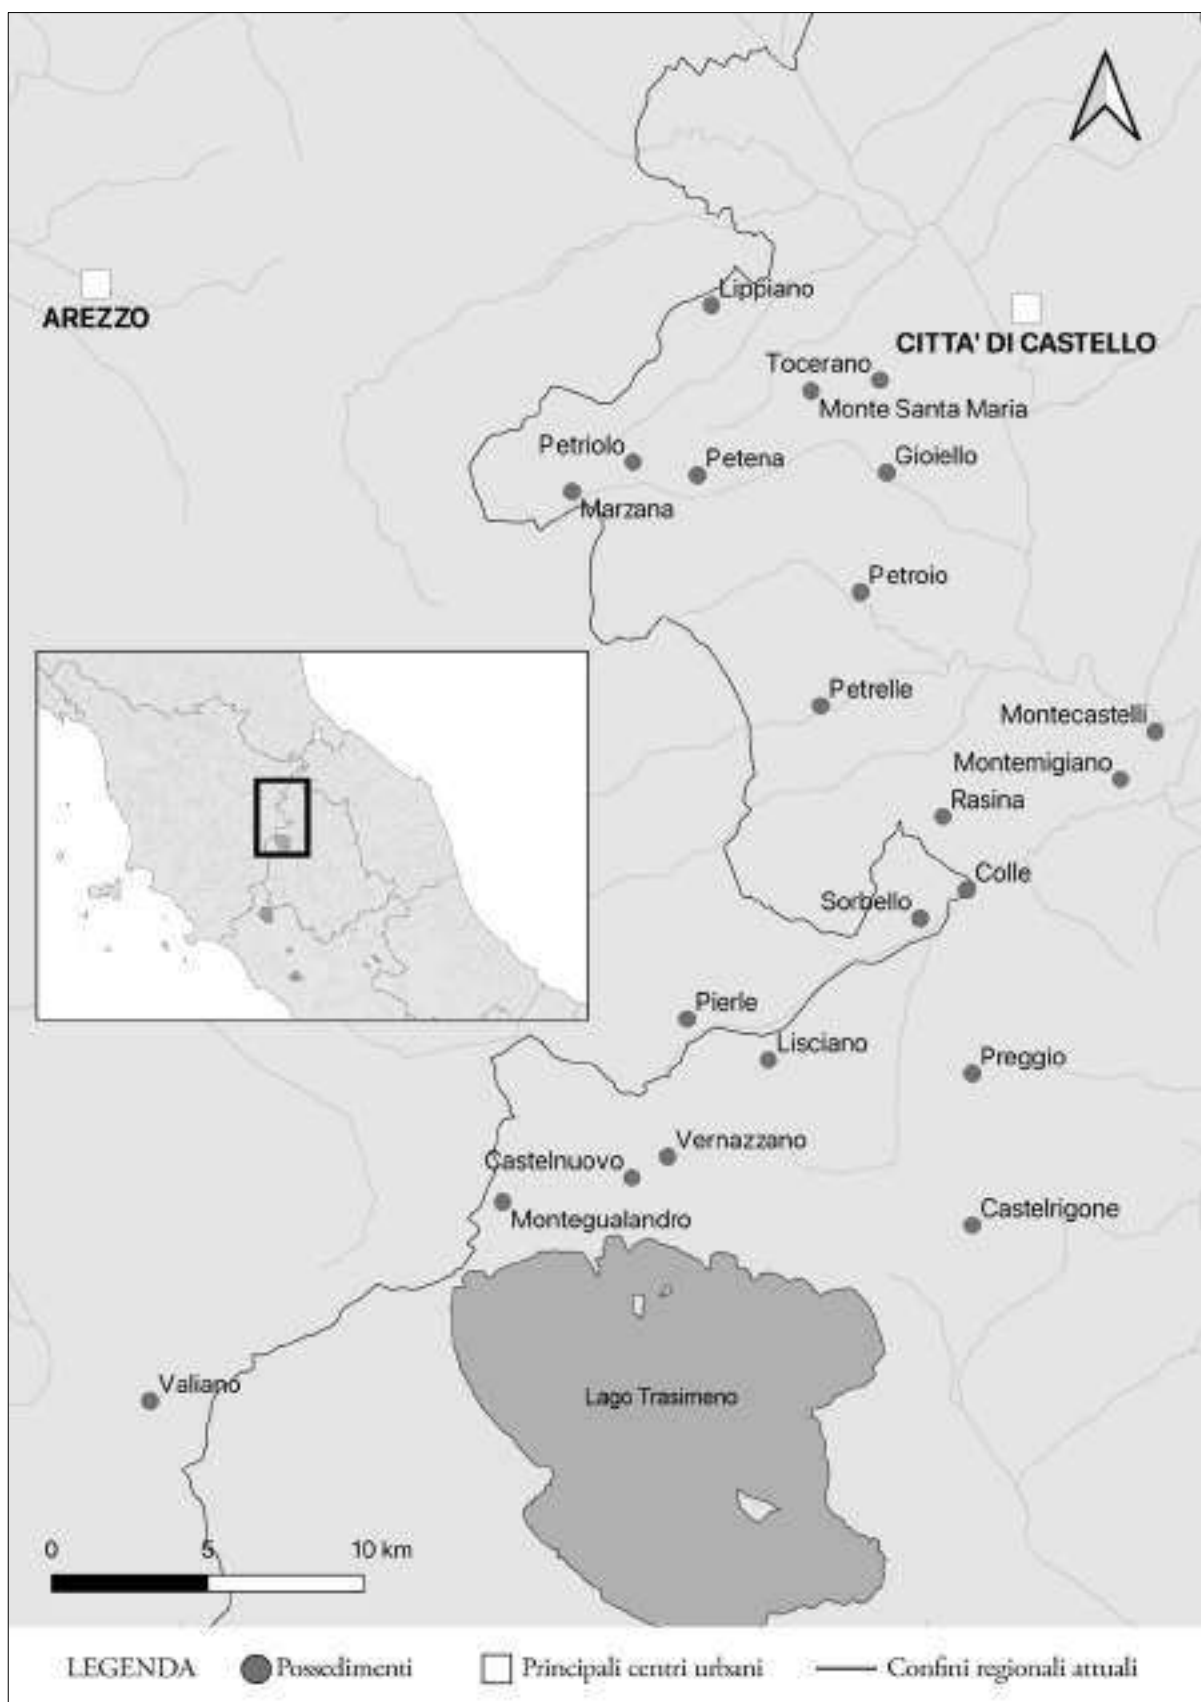 Lippiano
AREZZO
CITTA' DI CASTELLO
Tocerano
Monte Santa Maria
Petriolo
Petena
Gioiello
Marzana
Petroio
Petrelle
Montecastelli
Montemigiano
Rasina
Colle
Sorbello
Pierle
Lisciano
Preggio
Vernazzano
Castelnuovo
Castelrigone
Montegualandro
Valiano
Lago Trasimeno
0 5 10 km
LEGENDA Possedimenti Principali centri urbani Confini regionali attuali